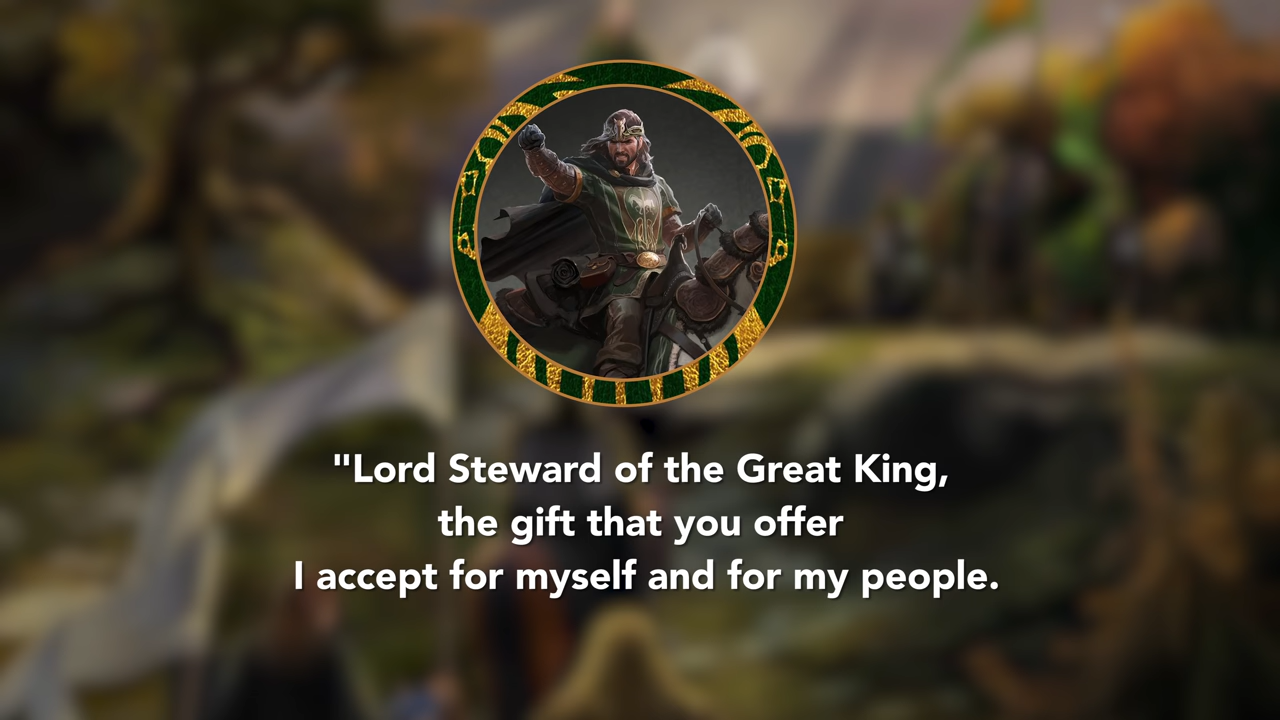 "Lord Steward of the Great King,
the gift that you offer
I accept for myself and for my people.